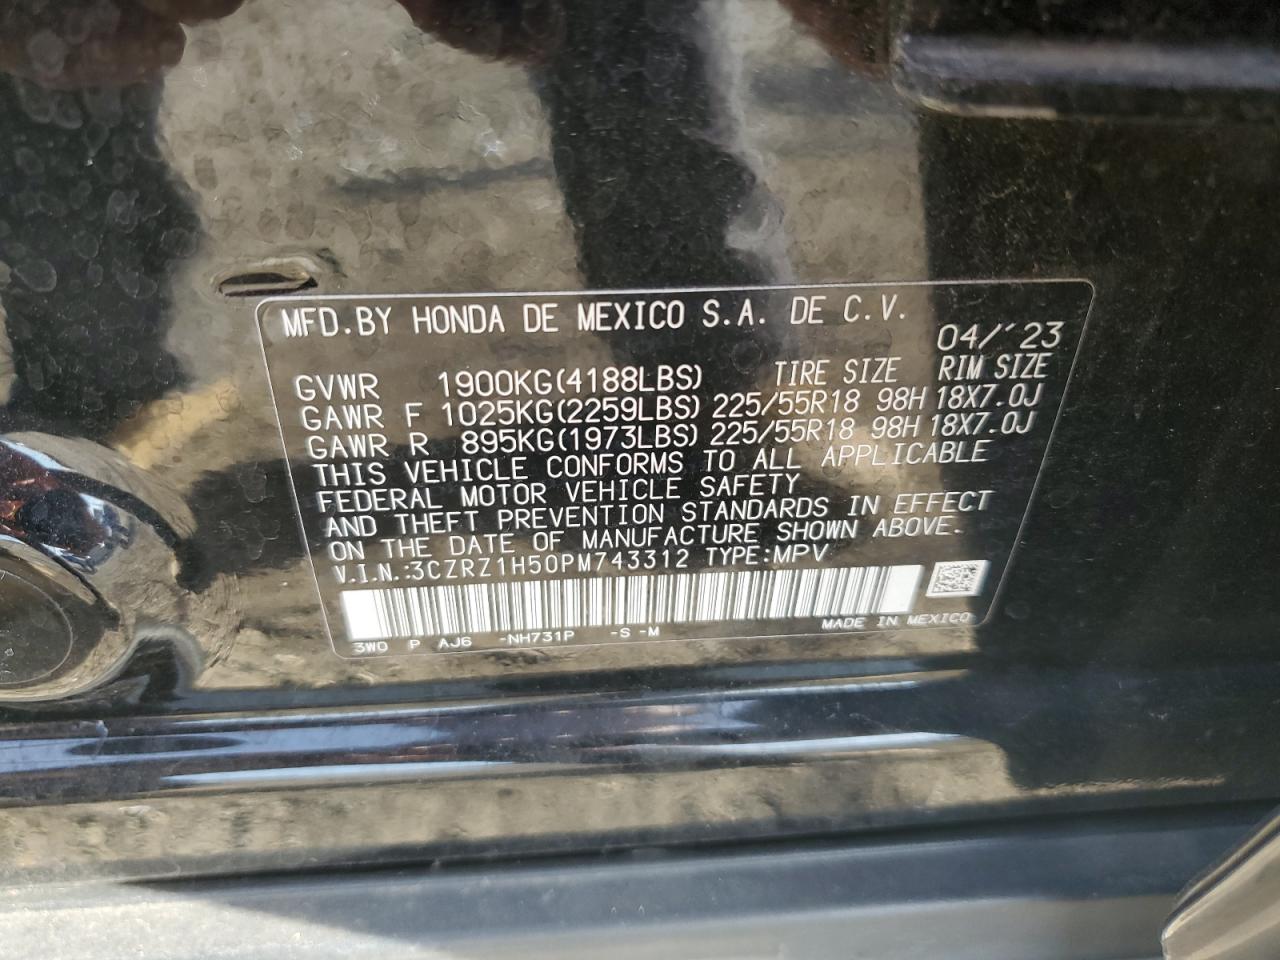 MFD.BY HONDA DE MEXICO S.A. DE C.V.
04/'23
GVWR 1900KG(4188LBS) TIRE SIZE RIM SIZE
GAWR F 1025KG(2259LBS) 225/55R18 98H 18X7.0J
GAWR R 895KG(1973LBS) 225/55R18 98H 18X7.0J
THIS VEHICLE CONFORMS TO ALL APPLICABLE
FEDERAL MOTOR VEHICLE SAFETY
AND THEFT PREVENTION STANDARDS IN EFFECT
ON THE DATE OF MANUFACTURE SHOWN ABOVE.
V.I.N.:3CZRZ1H50PM743312 TYPE:MPV
MADE IN MEXICO
3W0 P AJ6 -NH731P -S -M